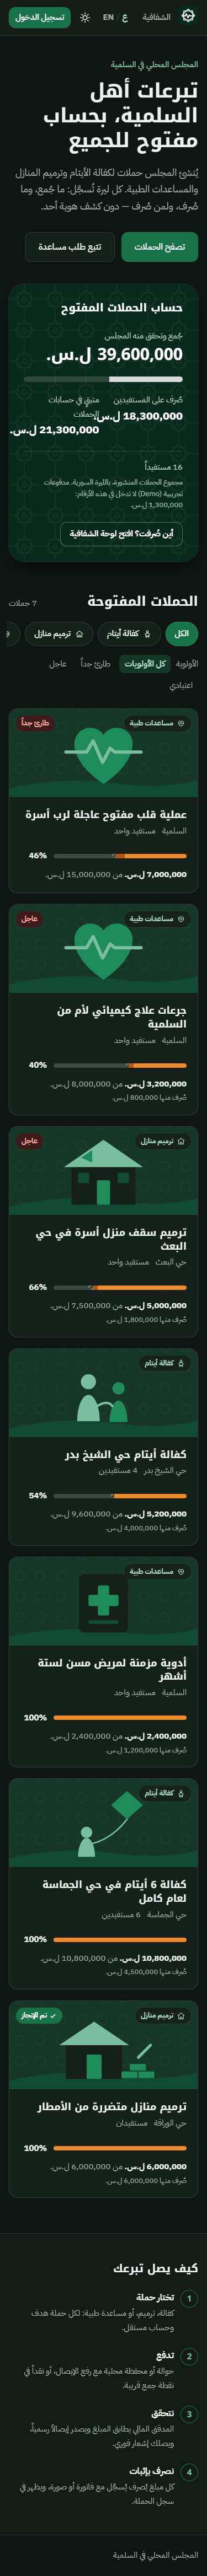 الشفافية
ع
EN
تسجيل الدخول
المجلس المحلي في السلمية
تبرعات أهل
السلمية، بحساب
مفتوح للجميع
يُنشئ المجلس حملات لكفالة الأيتام وترميم المنازل
والمساعدات الطبية. كل ليرة تُسجَّل: ما جُمع، وما
صُرف، ولمن صُرف — دون كشف هوية أحد.
تصفح الحملات
تتبع طلب مساعدة
حساب الحملات المفتوح
جُمع وتحقق منه المجلس
39,600,000 ل.س.
صُرف على المستفيدين
18,300,000 ل.س.
متبقٍ في حسابات
الحملات
21,300,000 ل.س.
16 مستفيداً
مجموع الحملات المنشورة، بالليرة السورية. مدفوعات
تجريبية (Demo) لا تدخل في هذه الأرقام:
1,300,000 ل.س.
أين صُرفت؟ افتح لوحة الشفافية
الحملات المفتوحة
7 حملات
الكل
كفالة أيتام
ترميم منازل
الأولوية
كل الأولويات
طارئ جداً
عاجل
اعتيادي
مساعدات طبية
طارئ جداً
عملية قلب مفتوح عاجلة لرب أسرة
السلمية
مستفيد واحد
46%
7,000,000 ل.س. من 15,000,000 ل.س.
مساعدات طبية
عاجل
جرعات علاج كيميائي لأم من
السلمية
السلمية
مستفيد واحد
40%
3,200,000 ل.س. من 8,000,000 ل.س.
صُرف منها 800,000 ل.س.
ترميم منازل
عاجل
ترميم سقف منزل أسرة في حي
البعث
حي البعث
مستفيد واحد
66%
5,000,000 ل.س. من 7,500,000 ل.س.
صُرف منها 1,800,000 ل.س.
كفالة أيتام
كفالة أيتام حي الشيخ بدر
حي الشيخ بدر
4 مستفيدين
54%
5,200,000 ل.س. من 9,600,000 ل.س.
صُرف منها 4,000,000 ل.س.
مساعدات طبية
أدوية مزمنة لمريض مسن لستة
أشهر
السلمية
مستفيد واحد
100%
2,400,000 ل.س. من 2,400,000 ل.س.
صُرف منها 1,200,000 ل.س.
كفالة أيتام
كفالة 6 أيتام في حي الجماسة
لعام كامل
حي الجماسة
6 مستفيدين
100%
10,800,000 ل.س. من 10,800,000 ل.س.
صُرف منها 4,500,000 ل.س.
ترميم منازل
تم الإنجاز
ترميم منازل متضررة من الأمطار
حي الوراقة
مستفيدان
100%
6,000,000 ل.س. من 6,000,000 ل.س.
صُرف منها 6,000,000 ل.س.
كيف يصل تبرعك
1
تختار حملة
كفالة، ترميم، أو مساعدة طبية: لكل حملة هدف
وحساب مستقل.
2
تدفع
حوالة أو محفظة محلية مع رفع الإيصال، أو نقداً في
نقطة جمع قريبة.
3
نتحقق
المدقق المالي يطابق المبلغ ويصدر إيصالاً رسمياً،
ويصلك إشعار فوري.
4
نصرف بإثبات
كل مبلغ يُصرف يُسجَّل مع فاتورة أو صورة، ويظهر في
سجل الحملة.
المجلس المحلي في السلمية